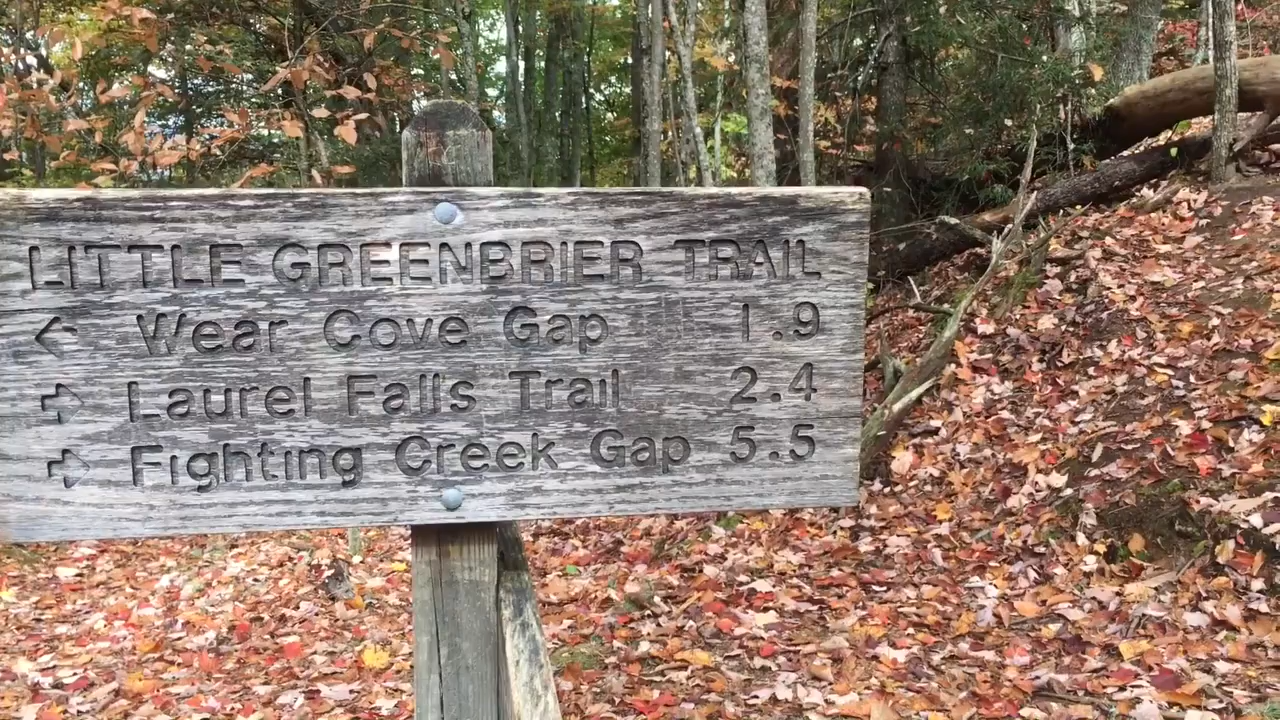 LITTLE GREENBRIER TRAIL
← Wear Cove Gap 1.9
⇨ Laurel Falls Trail 2.4
⇨ Fighting Creek Gap 5.5